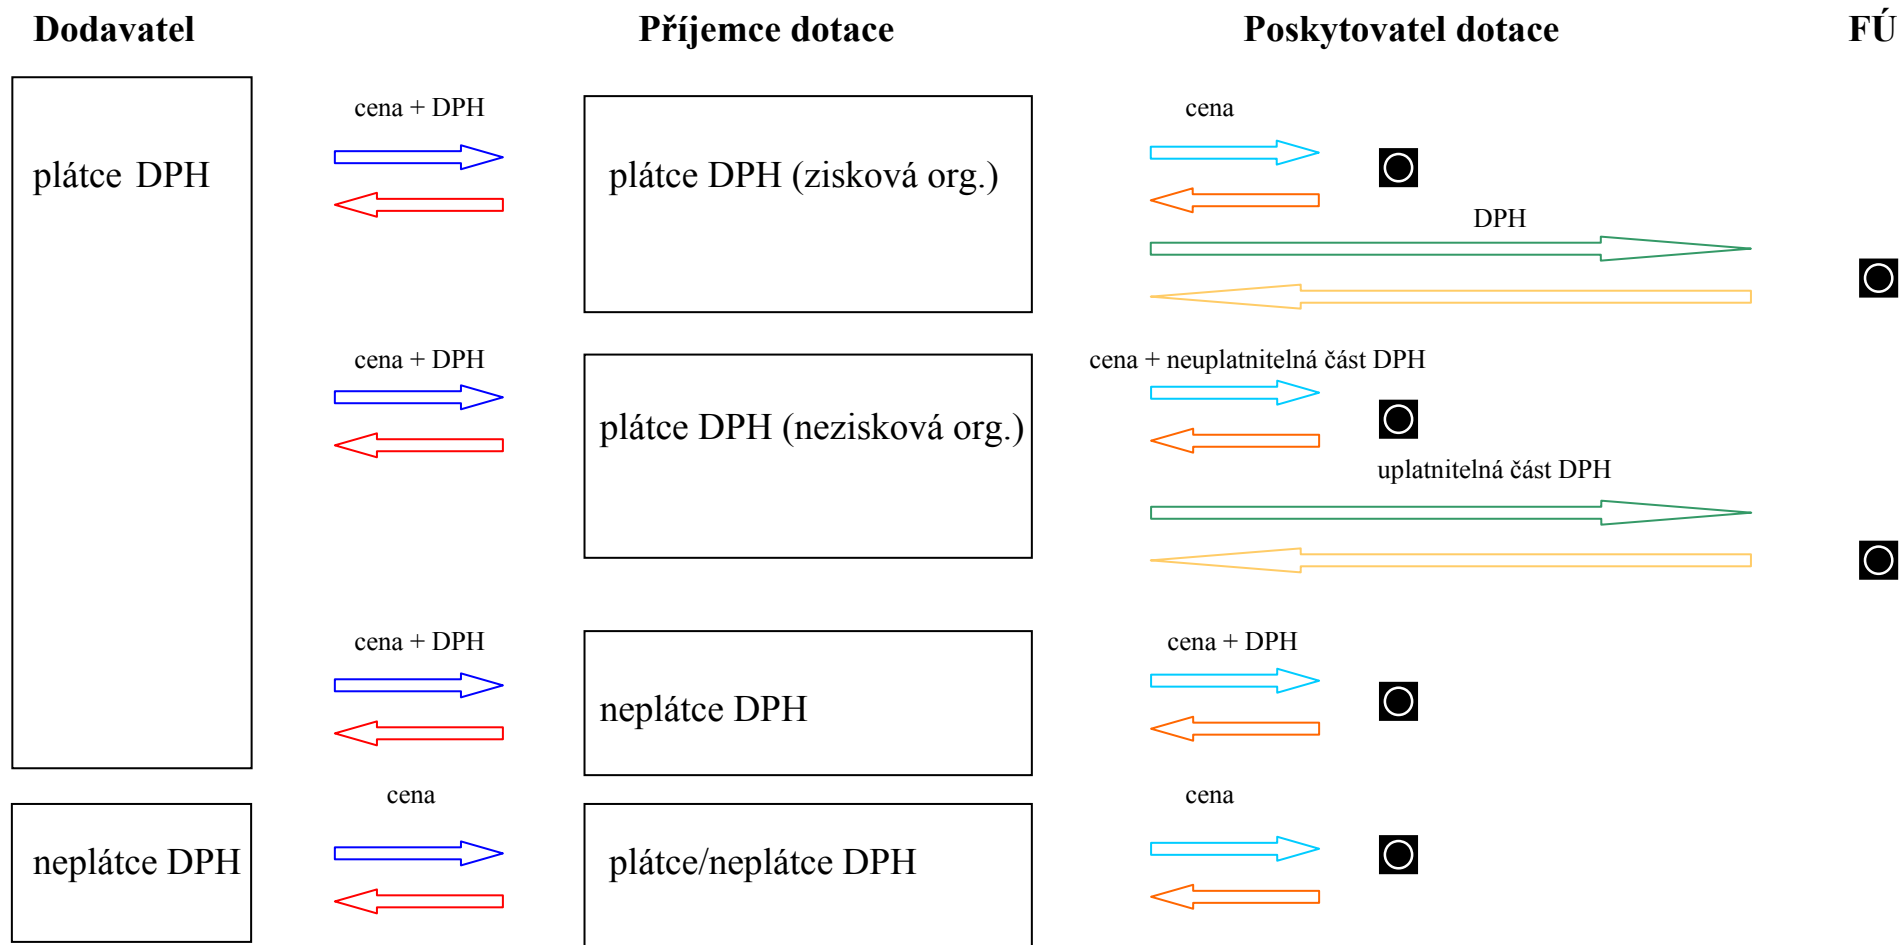 Dodavatel Příjemce dotace Poskytovatel dotace FÚ
cena + DPH cena
plátce DPH plátce DPH (zisková org.)
DPH
cena + DPH cena + neuplatnitelná část DPH
plátce DPH (nezisková org.)
uplatnitelná část DPH
cena + DPH cena + DPH
neplátce DPH
cena cena
neplátce DPH plátce/neplátce DPH